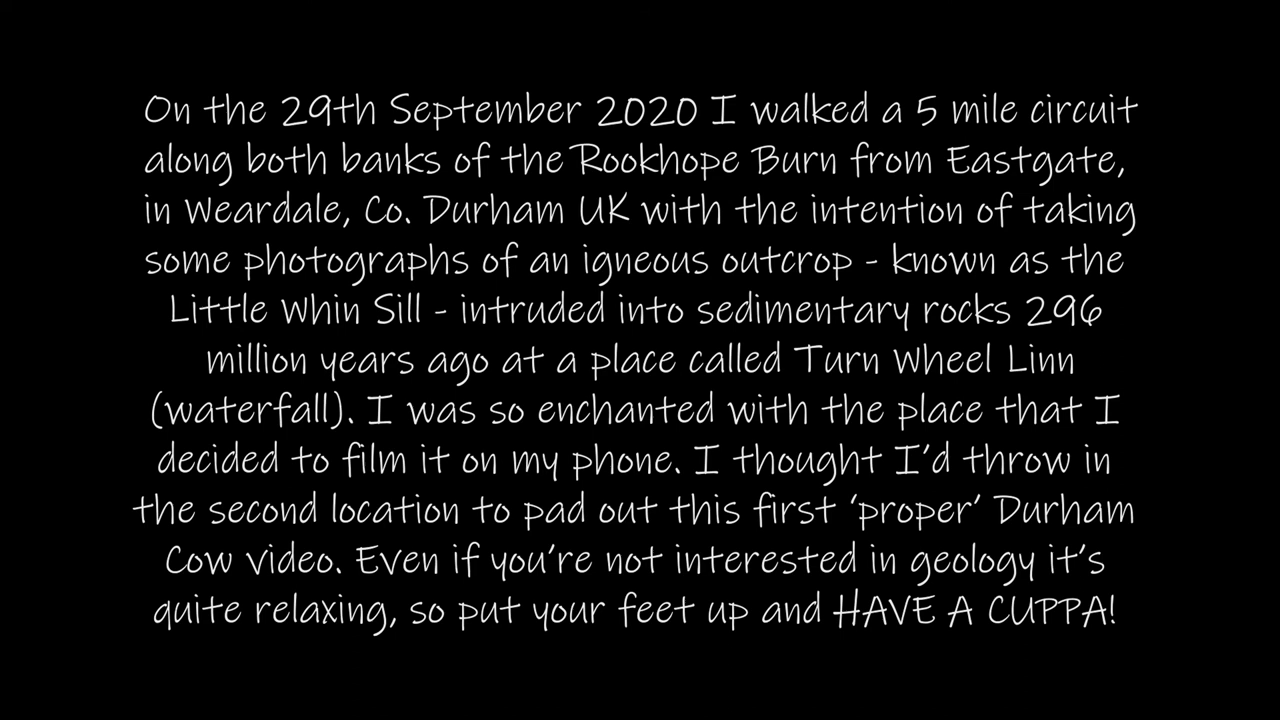 On the 29th September 2020 I walked a 5 mile circuit
along both banks of the Rookhope Burn from Eastgate,
in Weardale, Co. Durham UK with the intention of taking
some photographs of an igneous outcrop - known as the
Little Whin Sill - intruded into sedimentary rocks 296
million years ago at a place called Turn Wheel Linn
(waterfall). I was so enchanted with the place that I
decided to film it on my phone. I thought I'd throw in
the second location to pad out this first 'proper' Durham
Cow video. Even if you're not interested in geology it's
quite relaxing, so put your feet up and HAVE A CUPPA!